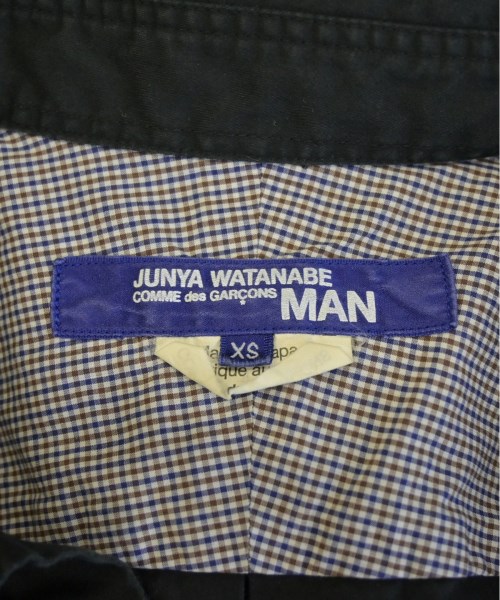 JUNYA WATANABE
COMME des GARÇONS MAN
XS